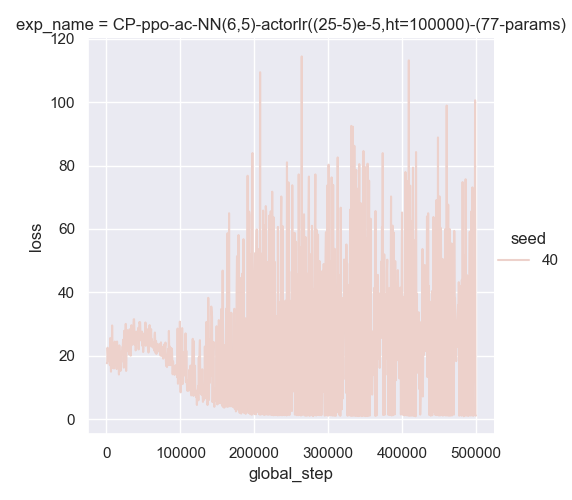 exp_name = CP-ppo-ac-NN(6,5)-actorlr((25-5)e-5,ht=100000)-(77-params)
120
100
80
60
40
20
0
loss
0 100000 200000 300000 400000 500000
global_step
seed
40